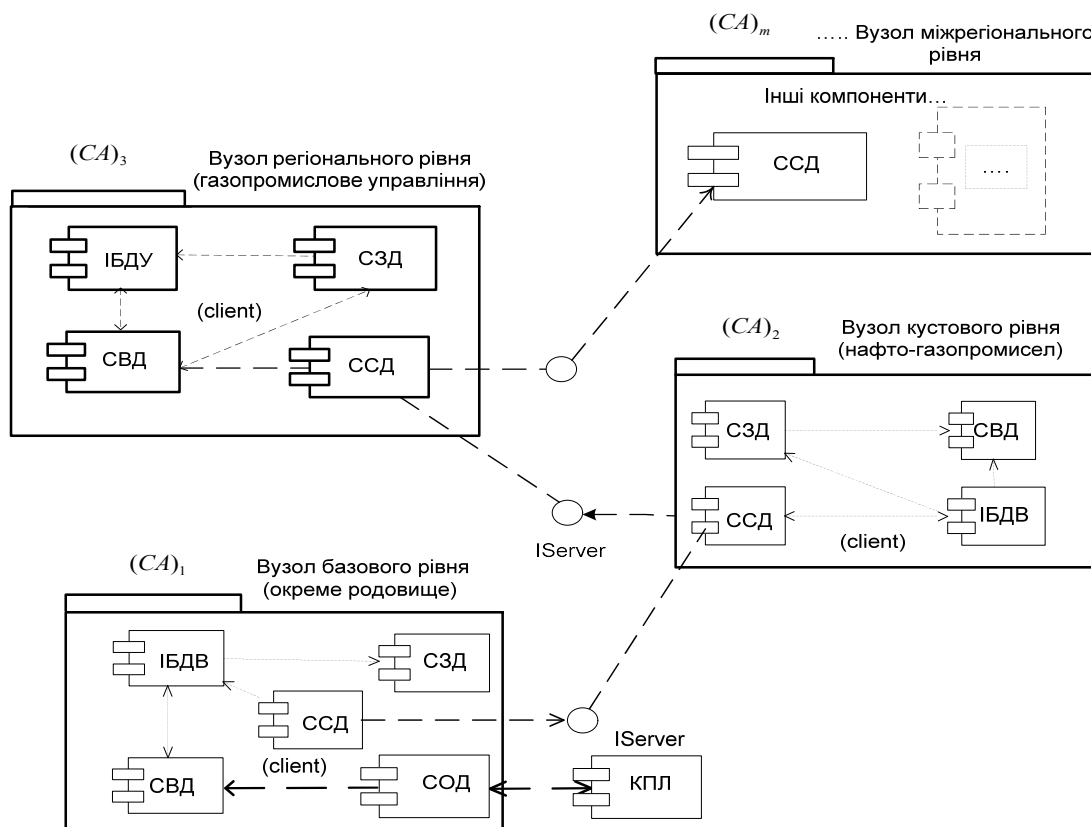 (CA)m
..... Вузол міжрегіонального
рівня
Інші компоненти...
ССД
....
(CA)3
Вузол регіонального рівня
(газопромислове управління)
ІБДУ
СЗД
(client)
СВД
ССД
(CA)2
Вузол кустового рівня
(нафто-газопромисел)
СЗД
СВД
ССД
ІБДВ
(client)
IServer
(CA)1
Вузол базового рівня
(окреме родовище)
ІБДВ
СЗД
ССД
(client)
СВД
СОД
IServer
КПЛ